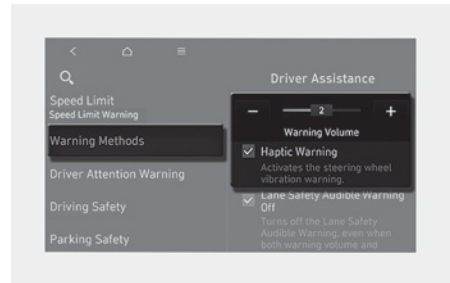 Driver Assistance
Speed Limit
Speed Limit Warning
Warning Methods
Driver Attention Warning
Driving Safety
Parking Safety
− 2 +
Warning Volume
Haptic Warning
Activates the steering wheel
vibration warning.
Lane Safety Audible Warning
Off
Turns off the Lane Safety
Audible Warning, even when
both warning volume and